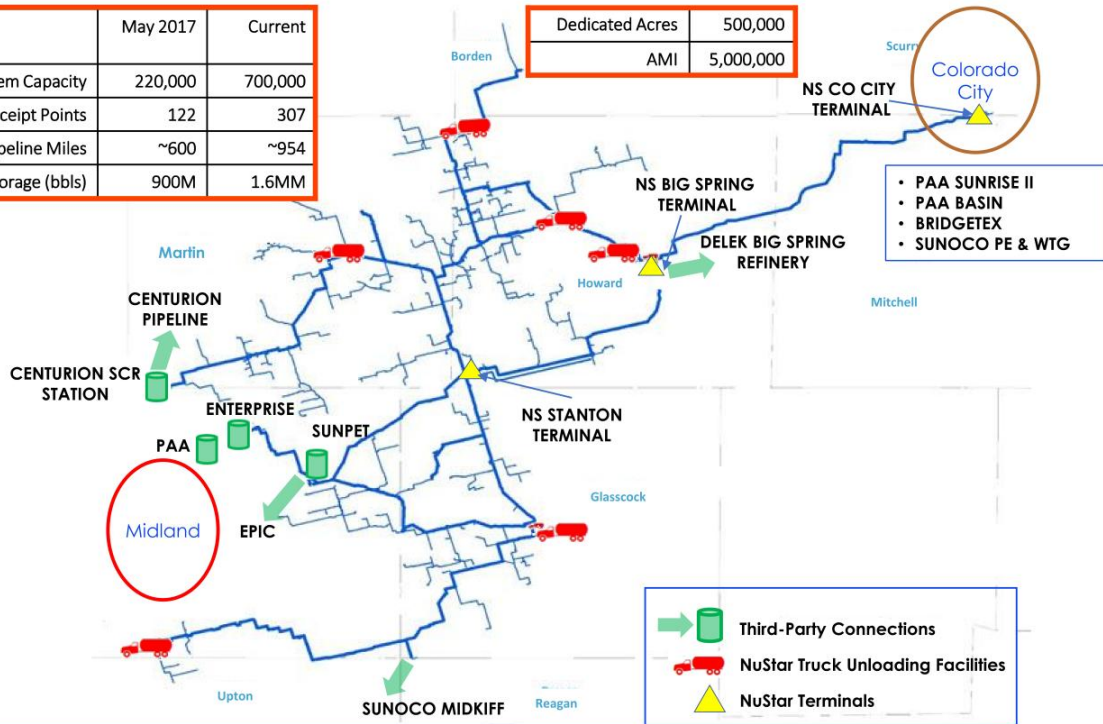 May 2017 Current
em Capacity 220,000 700,000
ceipt Points 122 307
peline Miles ~600 ~954
orage (bbls) 900M 1.6MM
Dedicated Acres 500,000
AMI 5,000,000
Borden
Scurry
Colorado
City
NS CO CITY
TERMINAL
NS BIG SPRING
TERMINAL
• PAA SUNRISE II
• PAA BASIN
• BRIDGETEX
• SUNOCO PE & WTG
DELEK BIG SPRING
REFINERY
Martin
Howard
Mitchell
CENTURION
PIPELINE
CENTURION SCR
STATION
ENTERPRISE
SUNPET
PAA
NS STANTON
TERMINAL
Glasscock
Midland
EPIC
Third-Party Connections
NuStar Truck Unloading Facilities
NuStar Terminals
Upton
SUNOCO MIDKIFF
Reagan